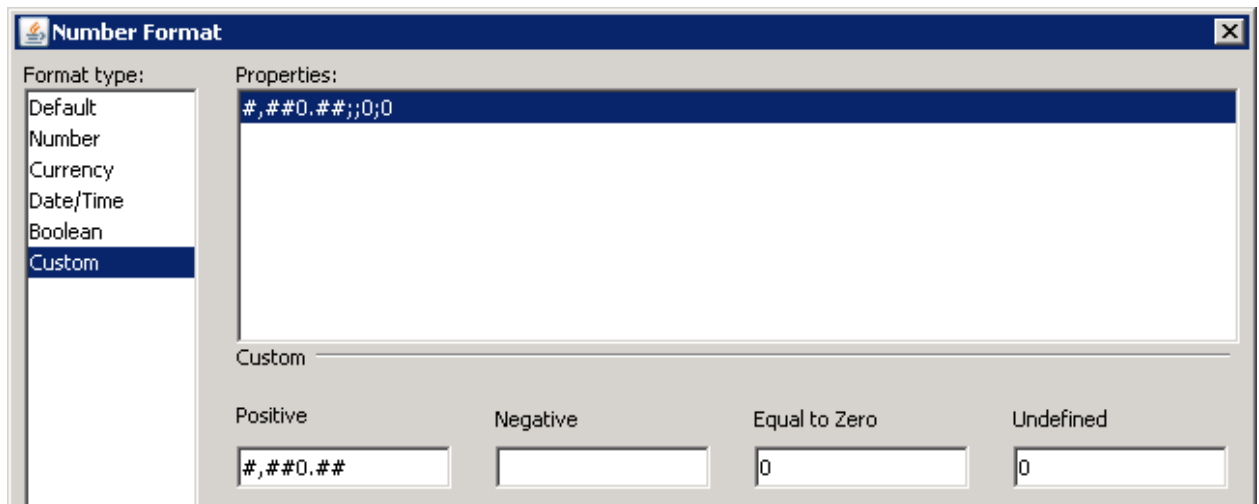 Number Format
Format type:
Properties:
Default
Number
Currency
Date/Time
Boolean
Custom
#,##0.##;;0;0
Custom
Positive
Negative
Equal to Zero
Undefined
#,##0.##
0
0